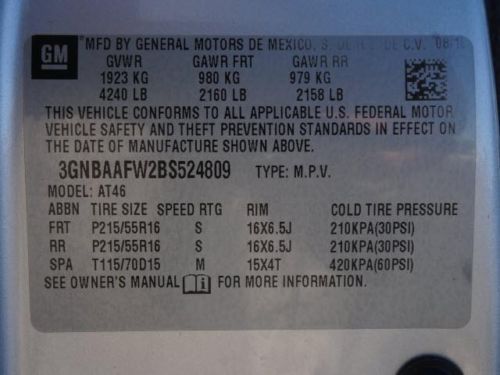 GM
MFD BY GENERAL MOTORS DE MEXICO, S. DE R.L. DE C.V. 08/10
GVWR GAWR FRT GAWR RR
1923 KG 980 KG 979 KG
4240 LB 2160 LB 2158 LB
THIS VEHICLE CONFORMS TO ALL APPLICABLE U.S. FEDERAL MOTOR
VEHICLE SAFETY AND THEFT PREVENTION STANDARDS IN EFFECT ON
THE DATE OF MANUFACTURE SHOWN ABOVE.
3GNBAAFW2BS524809 TYPE: M.P.V.
MODEL: AT46
ABBN TIRE SIZE SPEED RTG RIM COLD TIRE PRESSURE
FRT P215/55R16 S 16X6.5J 210KPA(30PSI)
RR P215/55R16 S 16X6.5J 210KPA(30PSI)
SPA T115/70D15 M 15X4T 420KPA(60PSI)
SEE OWNER'S MANUAL FOR MORE INFORMATION.